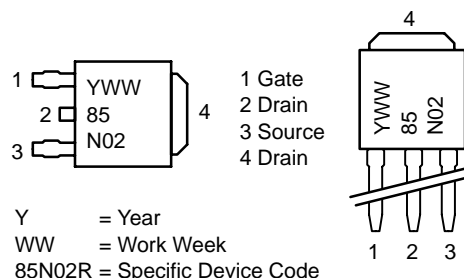 4
1
YWW
2
85
4
3
N02
1 Gate
2 Drain
3 Source
4 Drain
YWW
85
N02
1 2 3
Y = Year
WW = Work Week
85N02R = Specific Device Code